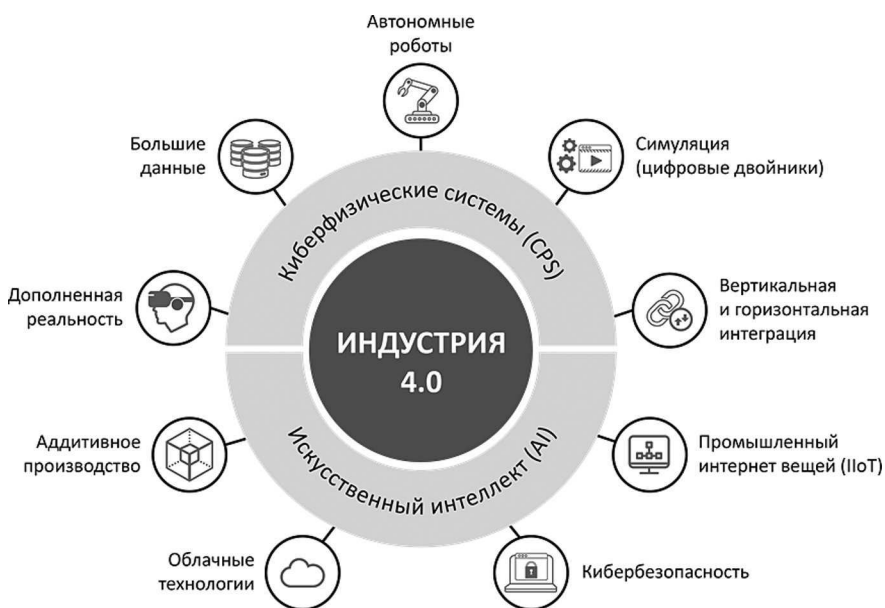 Автономные
роботы
Большие
данные
Симуляция
(цифровые двойники)
Киберфизические системы (CPS)
Дополненная
реальность
Вертикальная
и горизонтальная
интеграция
ИНДУСТРИЯ
4.0
Аддитивное
производство
Промышленный
интернет вещей (IIoT)
Искусственный интеллект (AI)
Облачные
технологии
Кибербезопасность